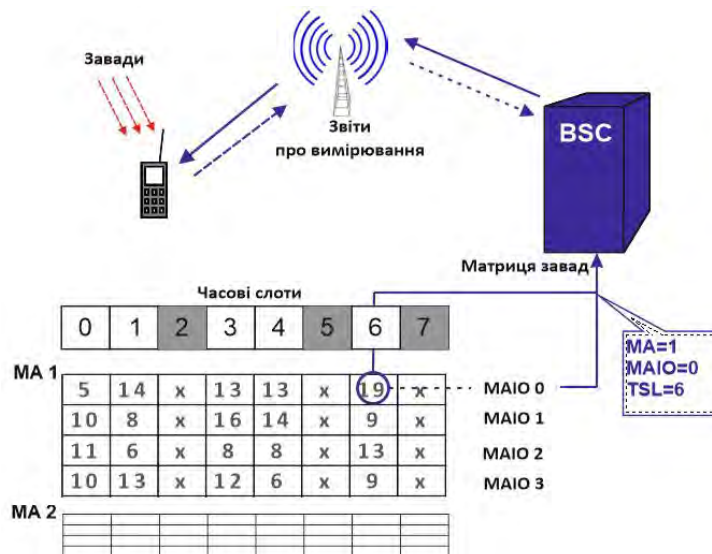 Завади
Звіти
про вимірювання
BSC
Матриця завад
Часові слоти
0 1 2 3 4 5 6 7
MA=1
MAIO=0
TSL=6
MA 1
5 14 x 13 13 x 19 x MAIO 0
10 8 x 16 14 x 9 x MAIO 1
11 6 x 8 8 x 13 x MAIO 2
10 13 x 12 6 x 9 x MAIO 3
MA 2